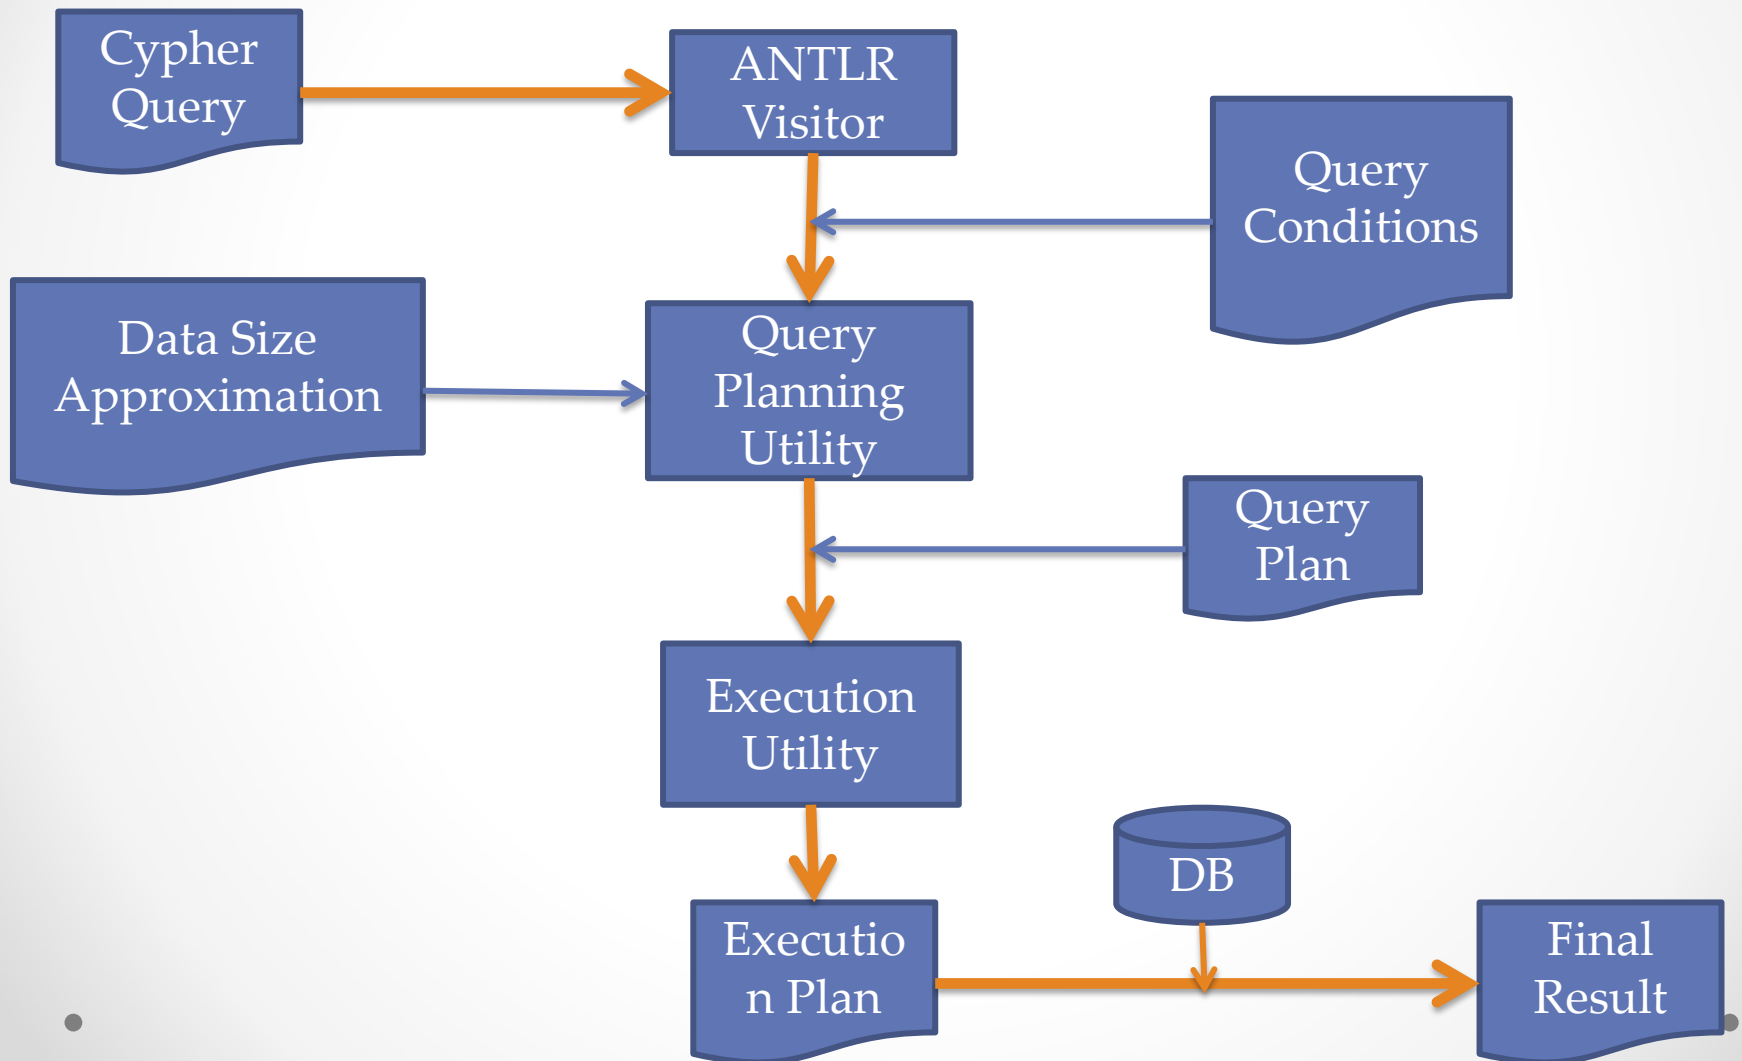 Cypher
Query
ANTLR
Visitor
Query
Conditions
Data Size
Approximation
Query
Planning
Utility
Query
Plan
Execution
Utility
DB
Executio
n Plan
Final
Result